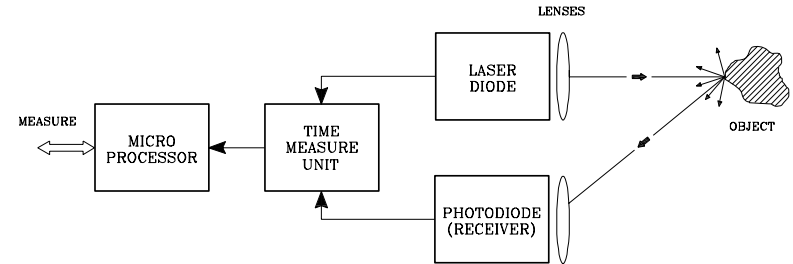 LENSES
LASER
DIODE
OBJECT
MEASURE
MICRO
PROCESSOR
TIME
MEASURE
UNIT
PHOTODIODE
(RECEIVER)